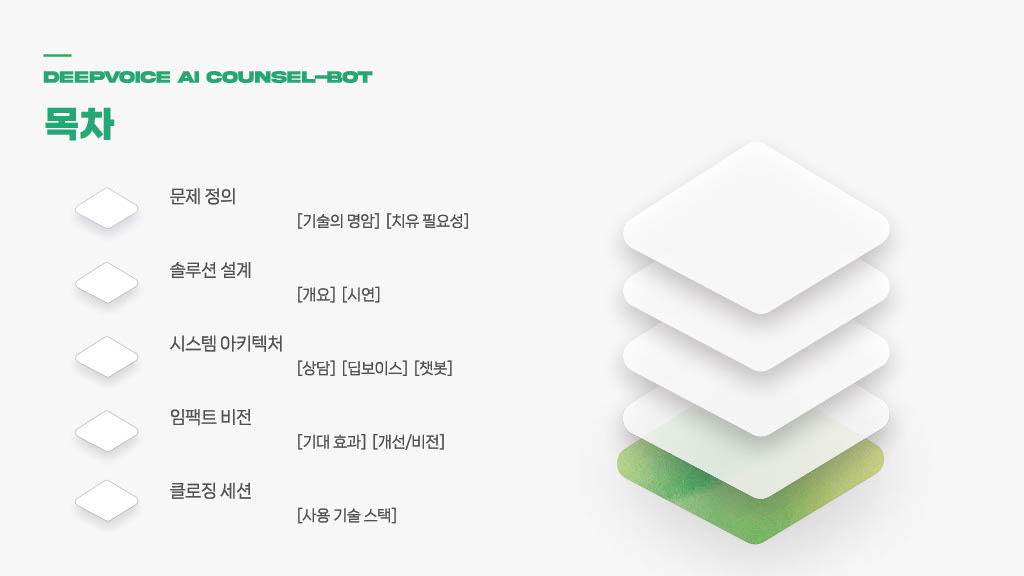 DEEPVOICE AI COUNSEL-BOT
목차
문제 정의
[기술의 명암] [치유 필요성]
솔루션 설계
[개요] [시연]
시스템 아키텍처
[상담] [딥보이스] [챗봇]
임팩트 비전
[기대 효과] [개선/비전]
클로징 세션
[사용 기술 스택]